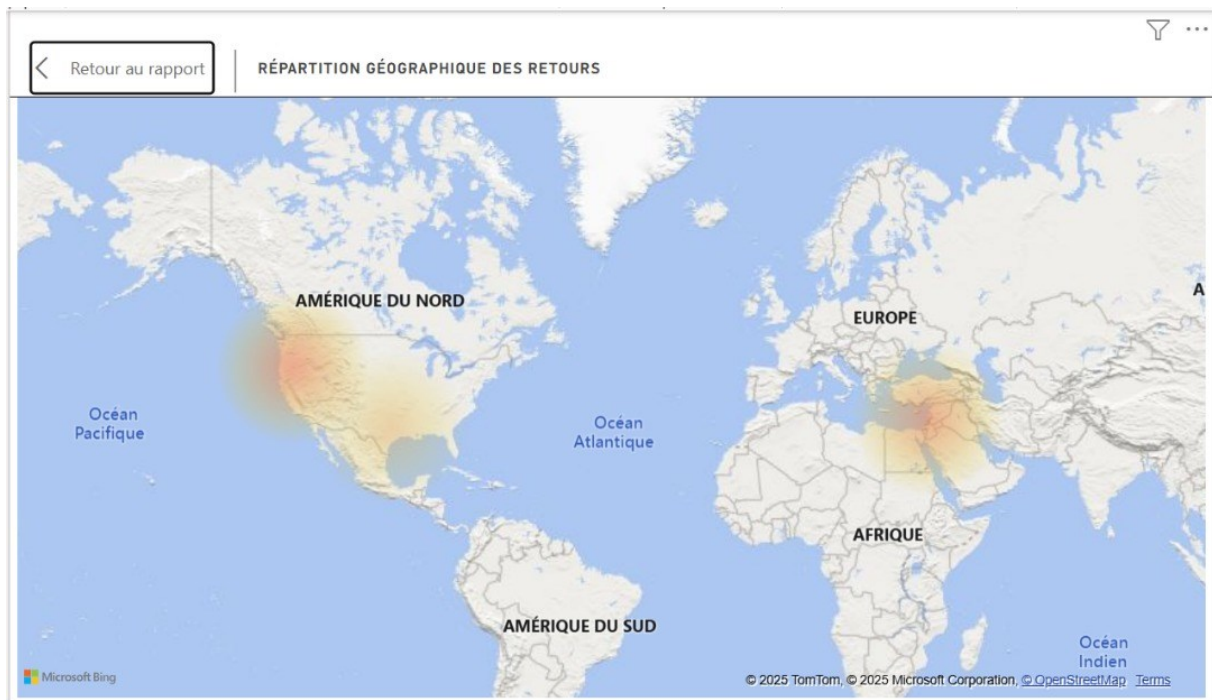 Retour au rapport
RÉPARTITION GÉOGRAPHIQUE DES RETOURS
AMÉRIQUE DU NORD
EUROPE
A
Océan
Pacifique
Océan
Atlantique
AFRIQUE
AMÉRIQUE DU SUD
Océan
Indien
Microsoft Bing
© 2025 TomTom, © 2025 Microsoft Corporation, © OpenStreetMap Terms